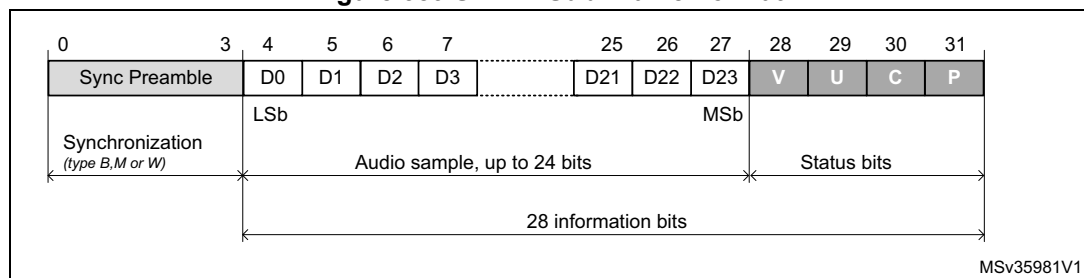 0 3 4 5 6 7 25 26 27 28 29 30 31
Sync Preamble D0 D1 D2 D3 D21 D22 D23 V U C P
LSb MSb
Synchronization
(type B,M or W) Audio sample, up to 24 bits Status bits
28 information bits
MSv35981V1